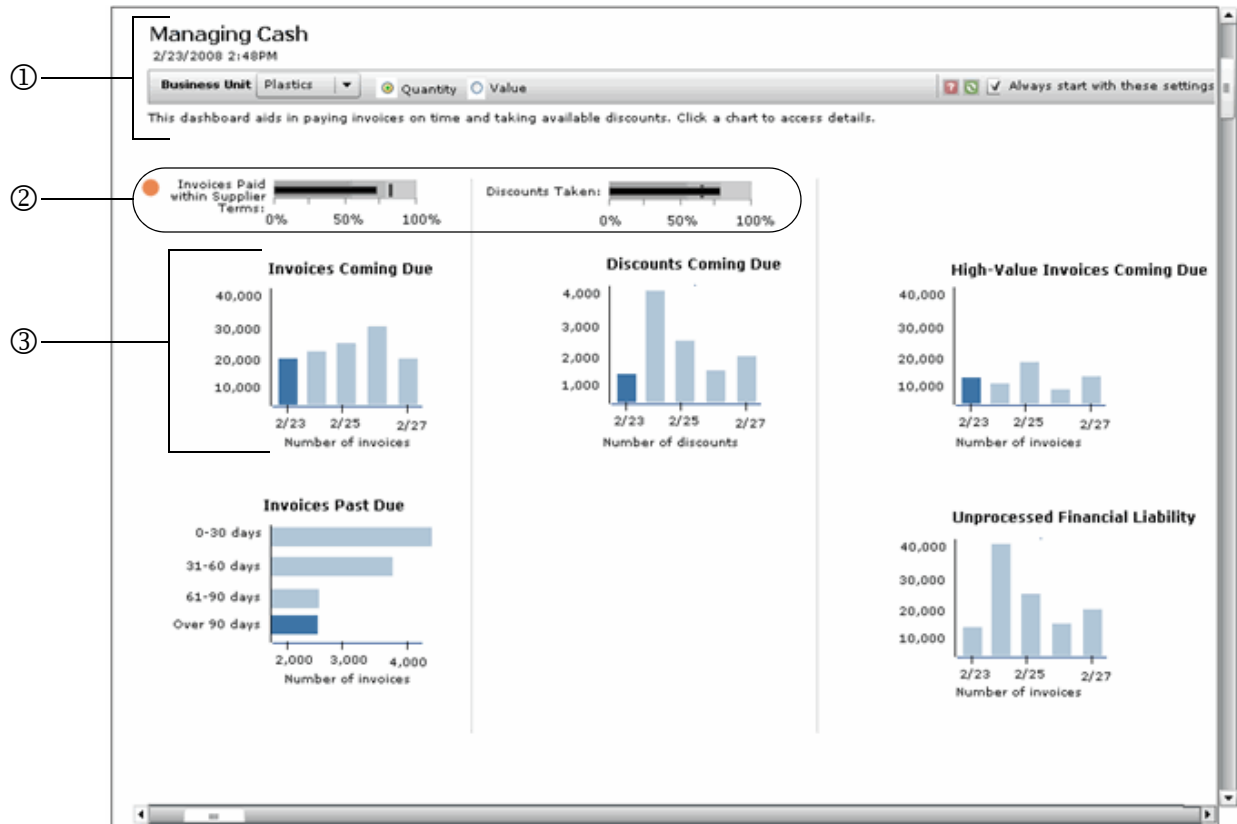 ①
Managing Cash
2/23/2008 2:48PM
Business Unit Plastics Quantity Value ? Always start with these settings
This dashboard aids in paying invoices on time and taking available discounts. Click a chart to access details.
②
Invoices Paid
within Supplier
Terms:
0% 50% 100%
Discounts Taken:
0% 50% 100%
③
Invoices Coming Due
40,000
30,000
20,000
10,000
2/23 2/25 2/27
Number of invoices
Discounts Coming Due
4,000
3,000
2,000
1,000
2/23 2/25 2/27
Number of discounts
High-Value Invoices Coming Due
40,000
30,000
20,000
10,000
2/23 2/25 2/27
Number of invoices
Invoices Past Due
0-30 days
31-60 days
61-90 days
Over 90 days
2,000 3,000 4,000
Number of invoices
Unprocessed Financial Liability
40,000
30,000
20,000
10,000
2/23 2/25 2/27
Number of invoices